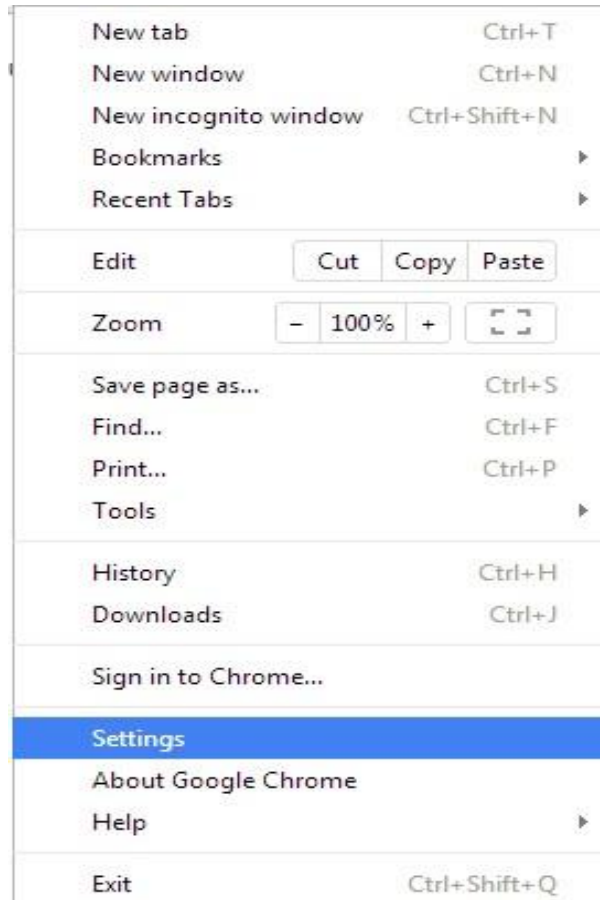 New tab Ctrl+T
New window Ctrl+N
New incognito window Ctrl+Shift+N
Bookmarks
Recent Tabs
Edit Cut Copy Paste
Zoom − 100% +
Save page as... Ctrl+S
Find... Ctrl+F
Print... Ctrl+P
Tools
History Ctrl+H
Downloads Ctrl+J
Sign in to Chrome...
Settings
About Google Chrome
Help
Exit Ctrl+Shift+Q